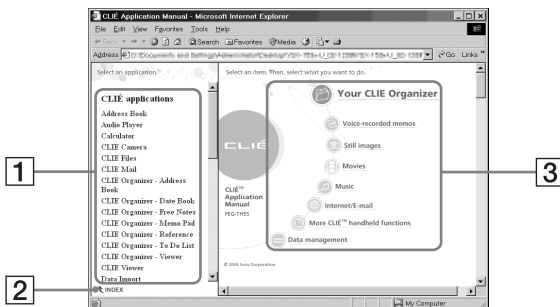 CLIÉ Application Manual - Microsoft Internet Explorer
File Edit View Favorites Tools Help
Search Favorites Media
Address
Go Links
Select an application.
Select an item. Then, select what you want to do.
CLIÉ applications
Address Book
Audio Player
Calculator
CLIE Camera
CLIE Files
CLIE Mail
CLIE Organizer - Address
Book
CLIE Organizer - Date Book
CLIE Organizer - Free Notes
CLIE Organizer - Memo Pad
CLIE Organizer - Reference
CLIE Organizer - To Do List
CLIE Organizer - Viewer
CLIE Viewer
Data Import
INDEX
1
2
CLIÉ
CLIÉ™
Application
Manual
PEG-TH55
Your CLIE Organizer
Voice-recorded memos
Still images
Movies
Music
Internet/E-mail
More CLIÉ™ handheld functions
Data management
3
© 2004 Sony Corporation
My Computer